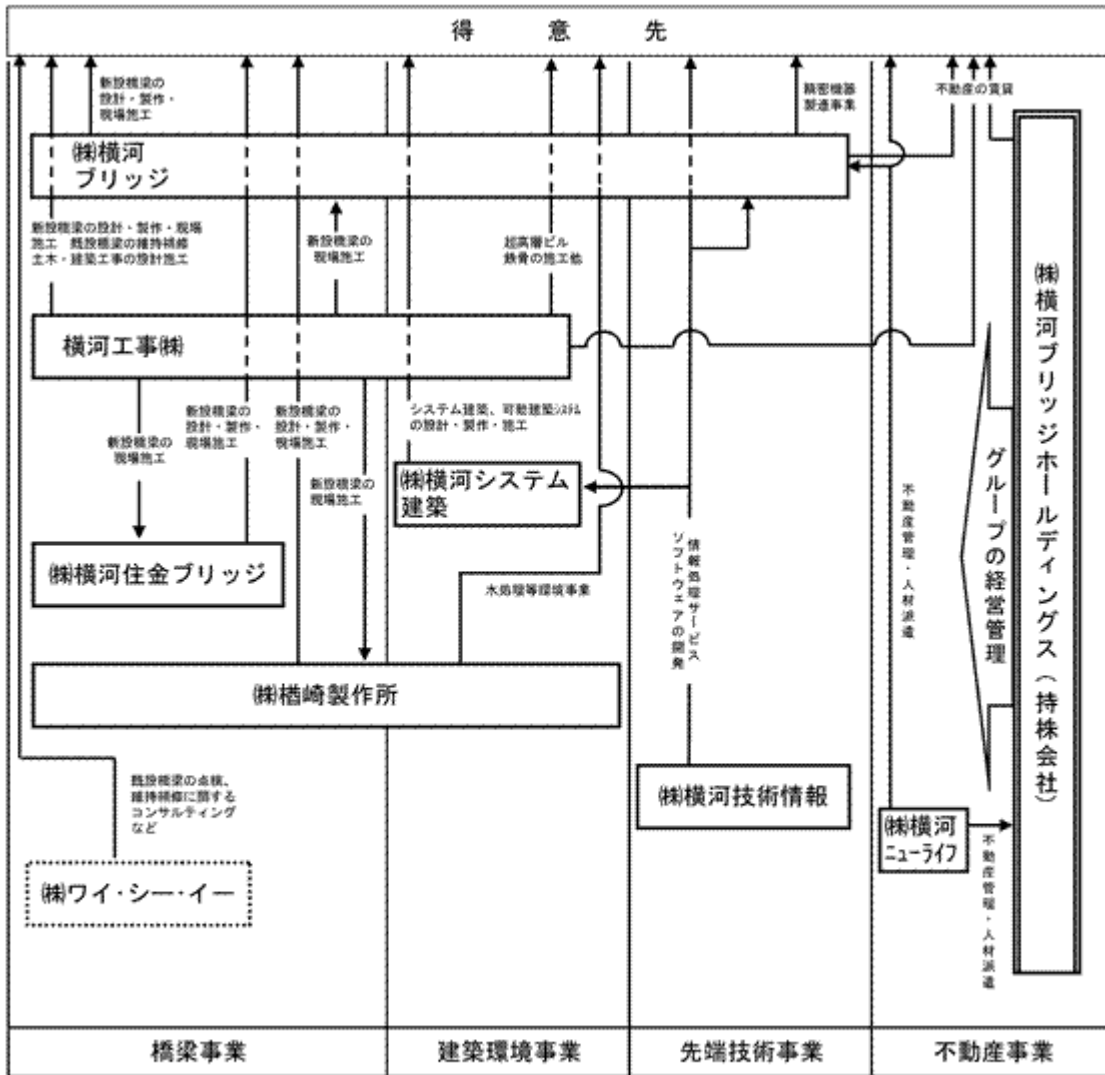 得意先
新設橋梁の
設計・製作・
現場施工
精密機器
製造事業
不動産の賃貸
㈱横河
ブリッジ
新設橋梁の設計・製作・現場
施工 既設橋梁の維持補修
土木・建築工事の設計施工
新設橋梁の
現場施工
超高層ビル
鉄骨の施工他
横河工事㈱
新設橋梁の
現場施工
新設橋梁の
設計・製作・
現場施工
新設橋梁の
設計・製作・
現場施工
新設橋梁の
現場施工
システム建築、可動建築システム
の設計・製作・施工
㈱横河システム
建築
㈱横河住金ブリッジ
水処理等環境事業
情報処理サービス
ソフトウェアの開発
不動産管理・人材派遣
グループの経営管理
㈱横河ブリッジホールディングス(持株会社)
㈱楢崎製作所
既設橋梁の点検、
維持補修に関する
コンサルティング
など
㈱横河技術情報
㈱横河
ニューライフ
不動産管理・人材派遣
㈱ワイ・シー・イー
橋梁事業
建築環境事業
先端技術事業
不動産事業